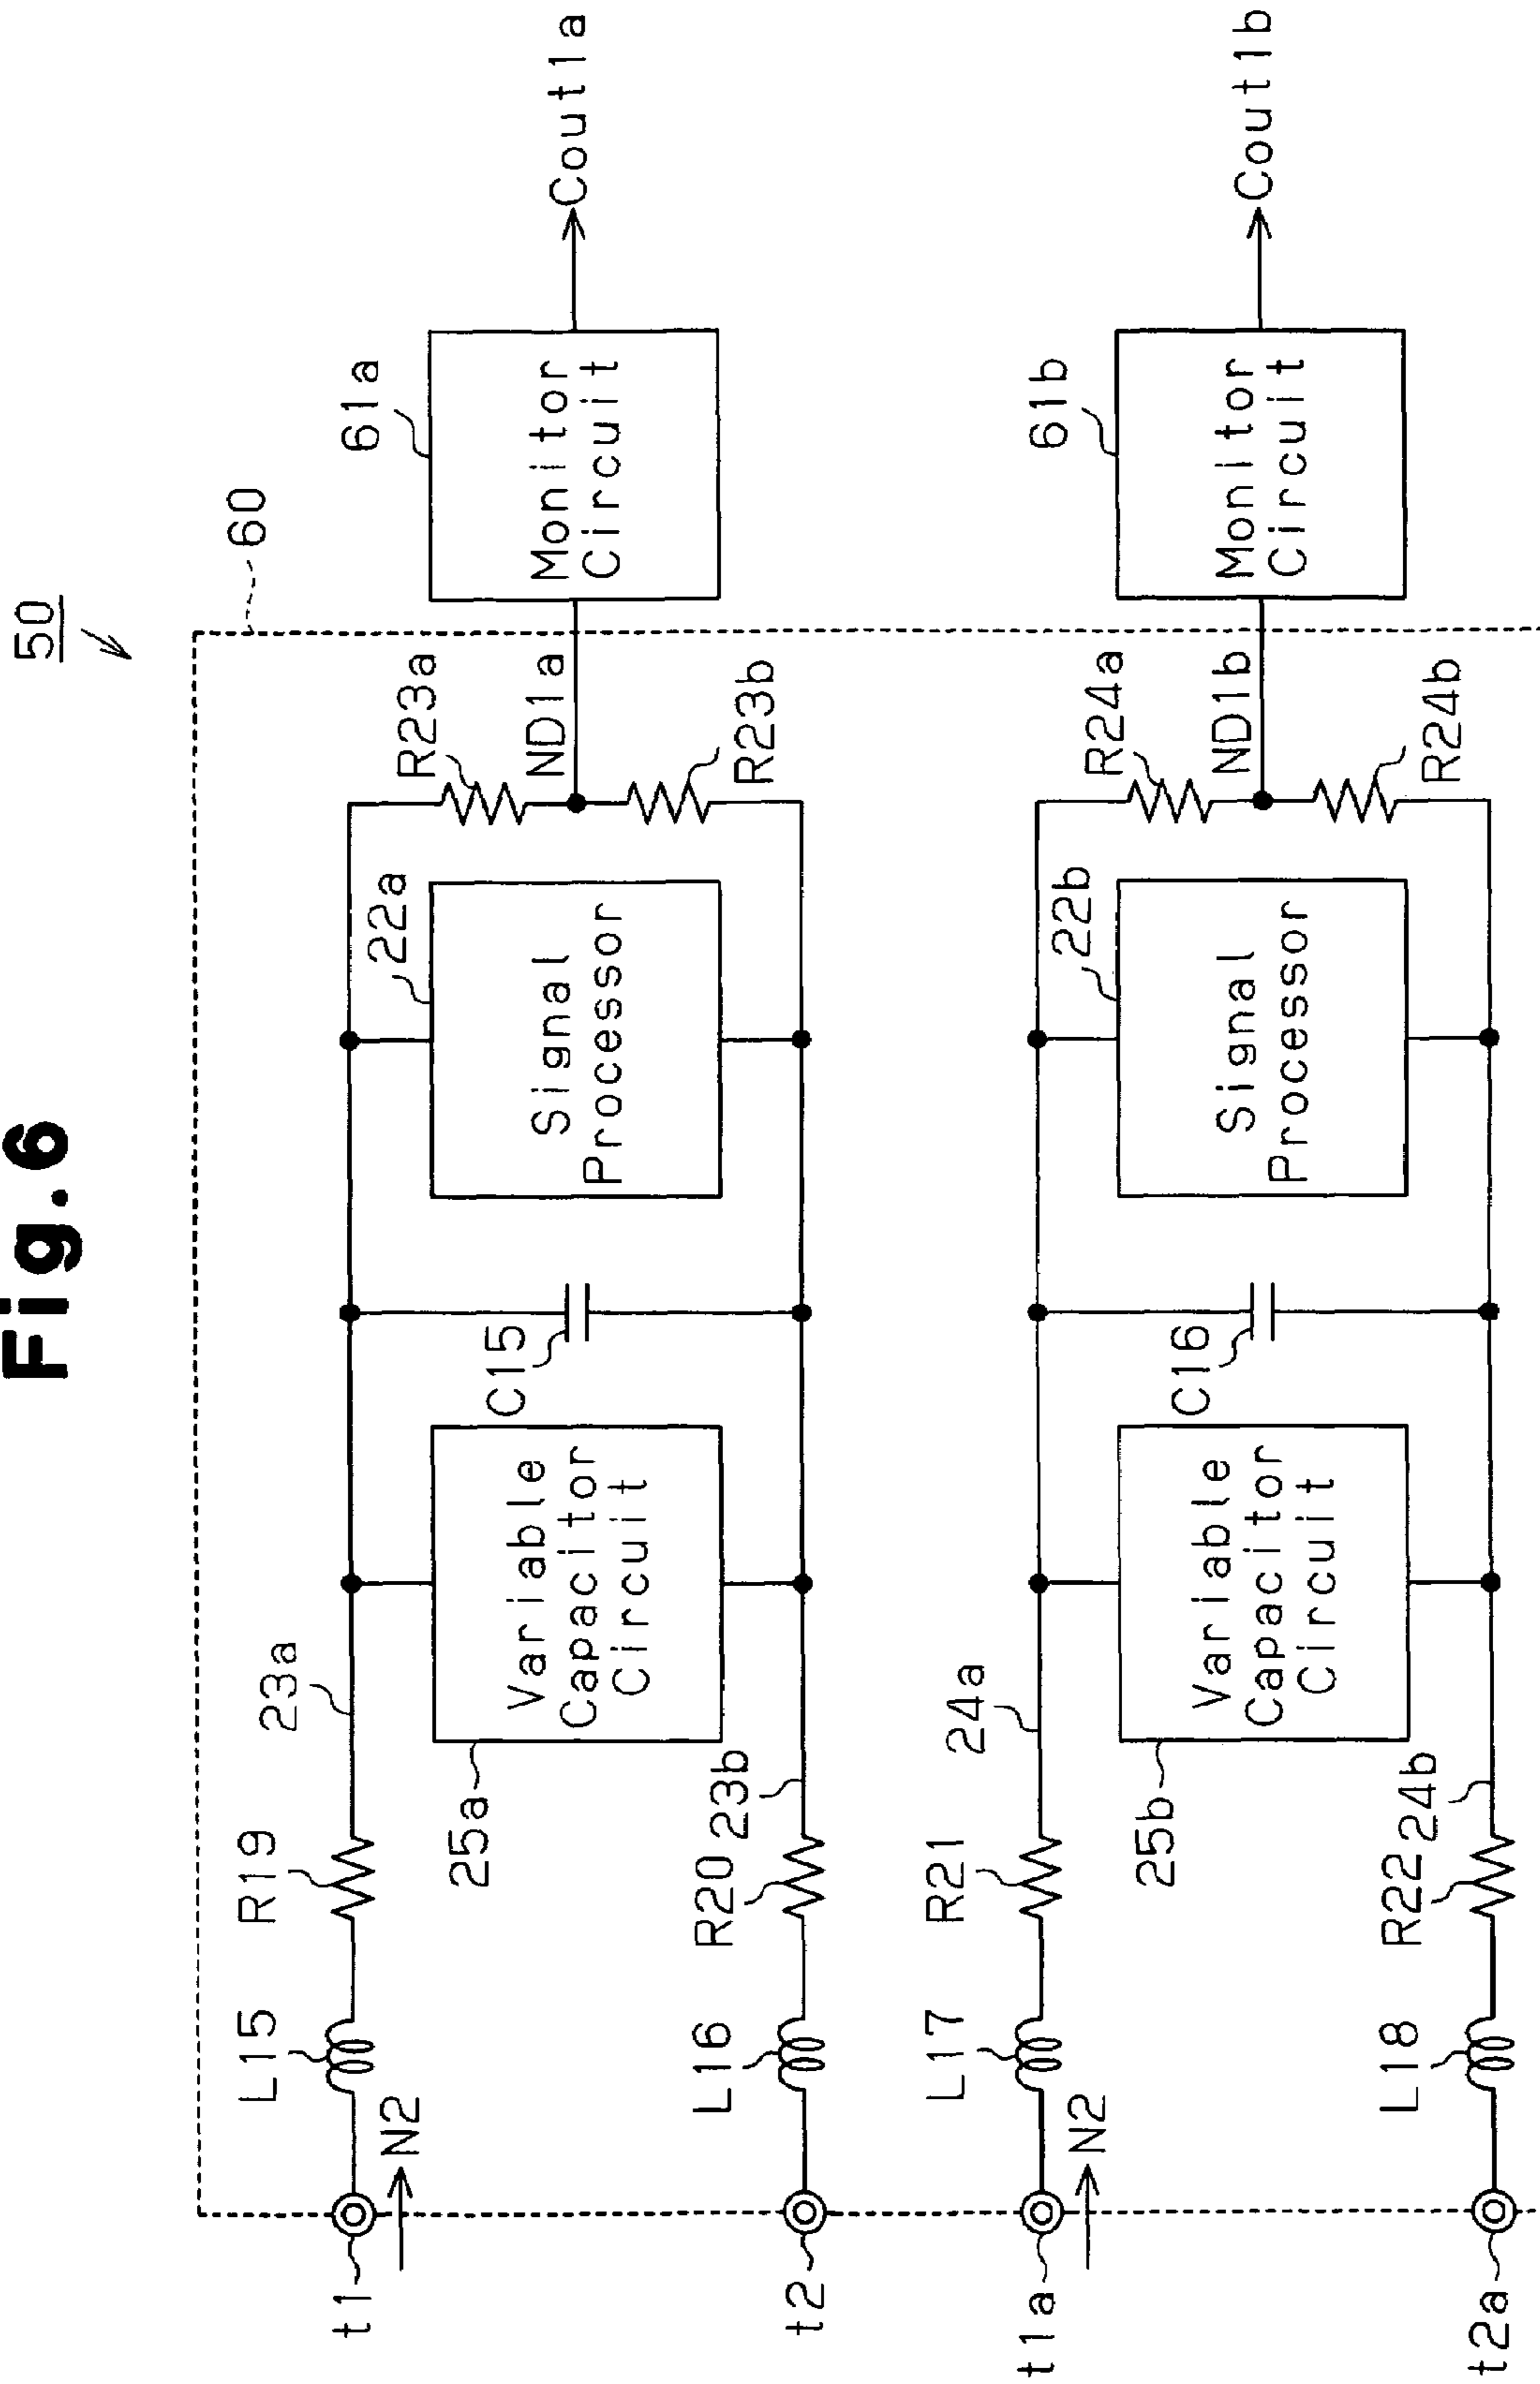 Fig.6
50
60
t1
N2
L15
R19
23a
25a
Variable
Capacitor
Circuit
C15
22a
Signal
Processor
R23a
ND1a
R23b
61a
Monitor
Circuit
Cout1a
t2
L16
R20
23b
t1a
N2
L17
R21
24a
25b
Variable
Capacitor
Circuit
C16
22b
Signal
Processor
R24a
ND1b
R24b
61b
Monitor
Circuit
Cout1b
t2a
L18
R22
24b